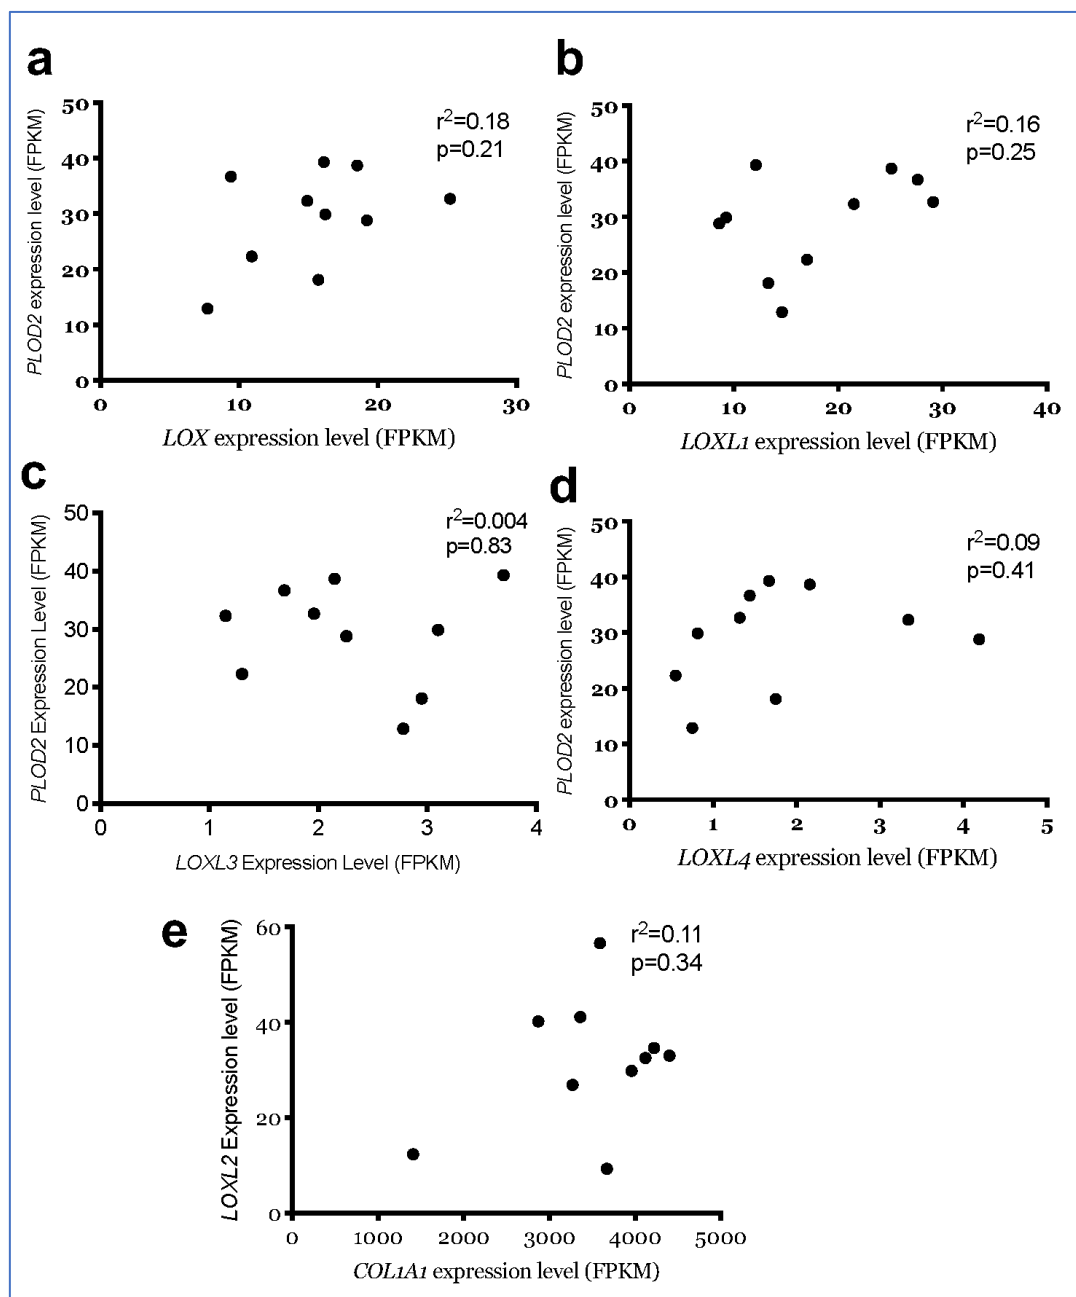 a
50
40
30
20
10
0
PLOD2 expression level (FPKM)
r²=0.18
p=0.21
0 10 20 30
LOX expression level (FPKM)
b
50
40
30
20
10
0
PLOD2 expression level (FPKM)
r²=0.16
p=0.25
0 10 20 30 40
LOXL1 expression level (FPKM)
c
50
40
30
20
10
0
PLOD2 Expression Level (FPKM)
r²=0.004
p=0.83
0 1 2 3 4
LOXL3 Expression Level (FPKM)
d
50
40
30
20
10
0
PLOD2 expression level (FPKM)
r²=0.09
p=0.41
0 1 2 3 4 5
LOXL4 expression level (FPKM)
e
60
40
20
0
LOXL2 Expression level (FPKM)
r²=0.11
p=0.34
0 1000 2000 3000 4000 5000
COL1A1 expression level (FPKM)